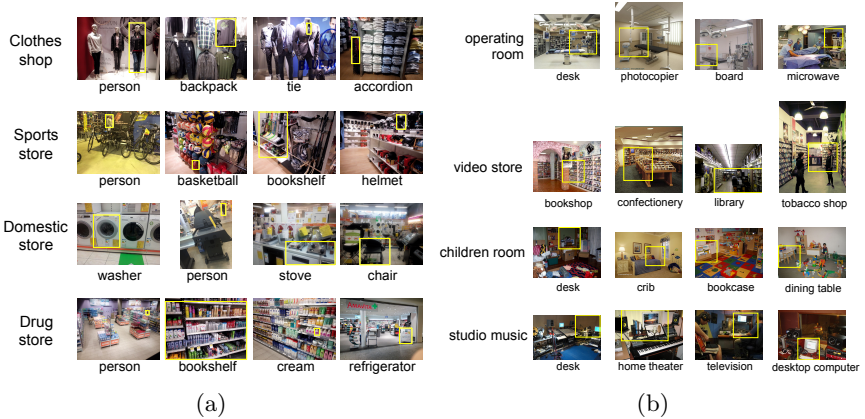 Clothes
shop
person
backpack
tie
accordion
Sports
store
person
basketball
bookshelf
helmet
Domestic
store
washer
person
stove
chair
Drug
store
person
bookshelf
cream
refrigerator
(a)
operating
room
desk
photocopier
board
microwave
video store
bookshop
confectionery
library
tobacco shop
children room
desk
crib
bookcase
dining table
studio music
desk
home theater
television
desktop computer
(b)